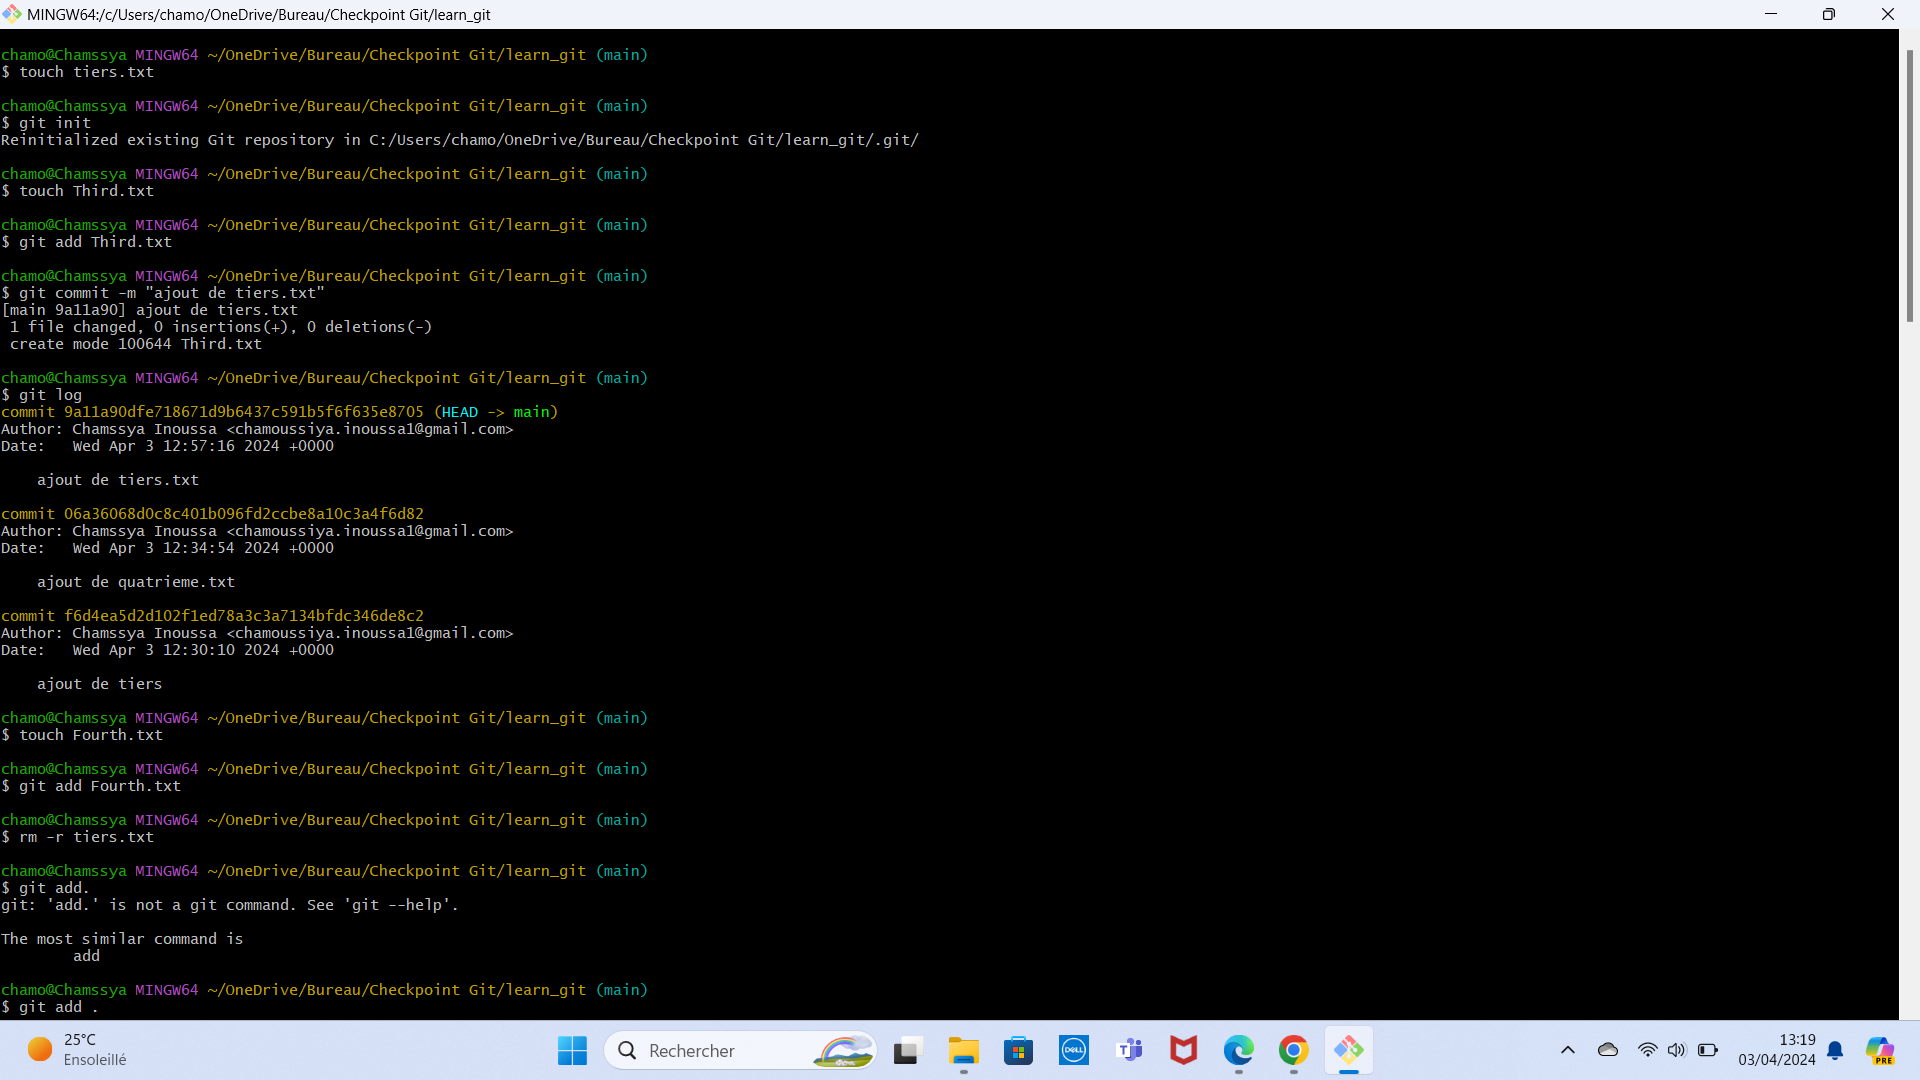 MINGW64:/c/Users/chamo/OneDrive/Bureau/Checkpoint Git/learn_git
chamo@Chamssya MINGW64 ~/OneDrive/Bureau/Checkpoint Git/learn_git (main)
$ touch tiers.txt
chamo@Chamssya MINGW64 ~/OneDrive/Bureau/Checkpoint Git/learn_git (main)
$ git init
Reinitialized existing Git repository in C:/Users/chamo/OneDrive/Bureau/Checkpoint Git/learn_git/.git/
chamo@Chamssya MINGW64 ~/OneDrive/Bureau/Checkpoint Git/learn_git (main)
$ touch Third.txt
chamo@Chamssya MINGW64 ~/OneDrive/Bureau/Checkpoint Git/learn_git (main)
$ git add Third.txt
chamo@Chamssya MINGW64 ~/OneDrive/Bureau/Checkpoint Git/learn_git (main)
$ git commit -m "ajout de tiers.txt"
[main 9a11a90] ajout de tiers.txt
1 file changed, 0 insertions(+), 0 deletions(-)
create mode 100644 Third.txt
chamo@Chamssya MINGW64 ~/OneDrive/Bureau/Checkpoint Git/learn_git (main)
$ git log
commit 9a11a90dfe718671d9b6437c591b5f6f635e8705 (HEAD -> main)
Author: Chamssya Inoussa <chamoussiya.inoussa1@gmail.com>
Date: Wed Apr 3 12:57:16 2024 +0000
ajout de tiers.txt
commit 06a36068d0c8c401b096fd2ccbe8a10c3a4f6d82
Author: Chamssya Inoussa <chamoussiya.inoussa1@gmail.com>
Date: Wed Apr 3 12:34:54 2024 +0000
ajout de quatrieme.txt
commit f6d4ea5d2d102f1ed78a3c3a7134bfdc346de8c2
Author: Chamssya Inoussa <chamoussiya.inoussa1@gmail.com>
Date: Wed Apr 3 12:30:10 2024 +0000
ajout de tiers
chamo@Chamssya MINGW64 ~/OneDrive/Bureau/Checkpoint Git/learn_git (main)
$ touch Fourth.txt
chamo@Chamssya MINGW64 ~/OneDrive/Bureau/Checkpoint Git/learn_git (main)
$ git add Fourth.txt
chamo@Chamssya MINGW64 ~/OneDrive/Bureau/Checkpoint Git/learn_git (main)
$ rm -r tiers.txt
chamo@Chamssya MINGW64 ~/OneDrive/Bureau/Checkpoint Git/learn_git (main)
$ git add.
git: 'add.' is not a git command. See 'git --help'.
The most similar command is
add
chamo@Chamssya MINGW64 ~/OneDrive/Bureau/Checkpoint Git/learn_git (main)
$ git add .
25°C
Ensoleillé
Rechercher
DELL
T
13:19
03/04/2024
PRE